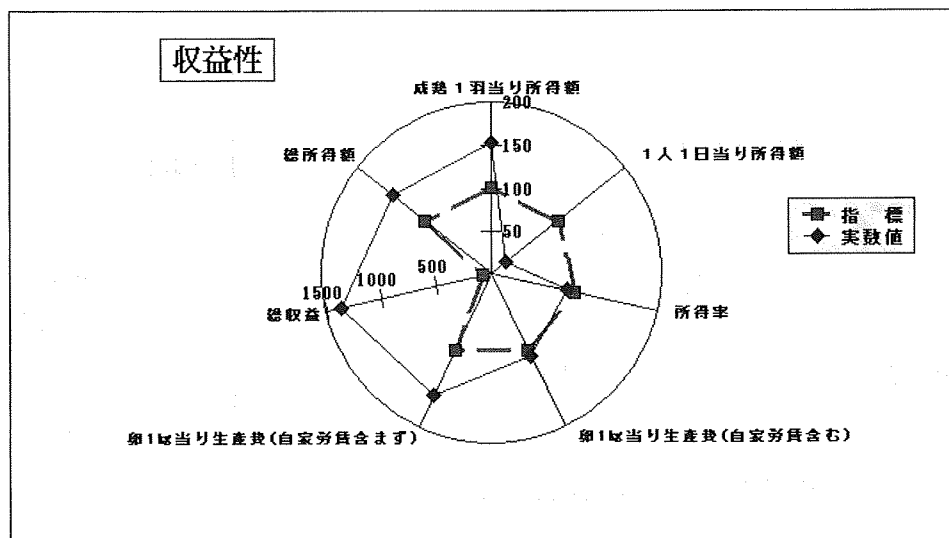 収益性
成鶏１羽当り所得額
200
総所得額
150
１人１日当り所得額
100
50
指　標
実数値
1500
1000
500
総収益
所得率
卵1kg当り生産費(自家労賃含まず)
卵1kg当り生産費(自家労賃含む)